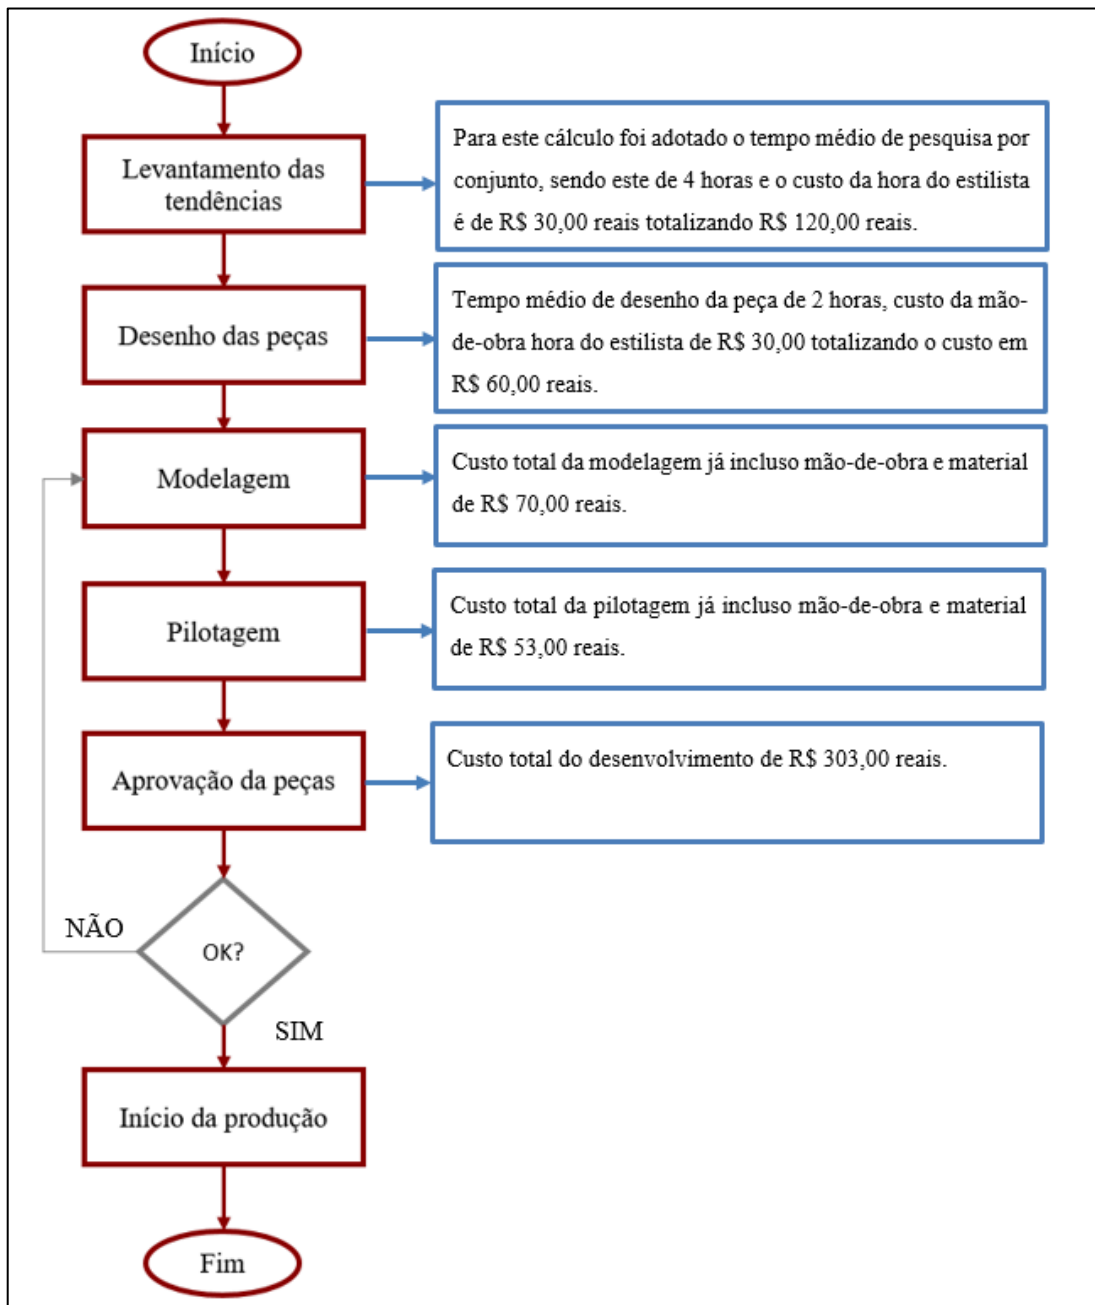 Início
Levantamento das
tendências
Para este cálculo foi adotado o tempo médio de pesquisa por
conjunto, sendo este de 4 horas e o custo da hora do estilista
é de R$ 30,00 reais totalizando R$ 120,00 reais.
Desenho das peças
Tempo médio de desenho da peça de 2 horas, custo da mão-
de-obra hora do estilista de R$ 30,00 totalizando o custo em
R$ 60,00 reais.
Modelagem
Custo total da modelagem já incluso mão-de-obra e material
de R$ 70,00 reais.
Pilotagem
Custo total da pilotagem já incluso mão-de-obra e material
de R$ 53,00 reais.
Aprovação da peças
Custo total do desenvolvimento de R$ 303,00 reais.
NÃO
OK?
SIM
Início da produção
Fim